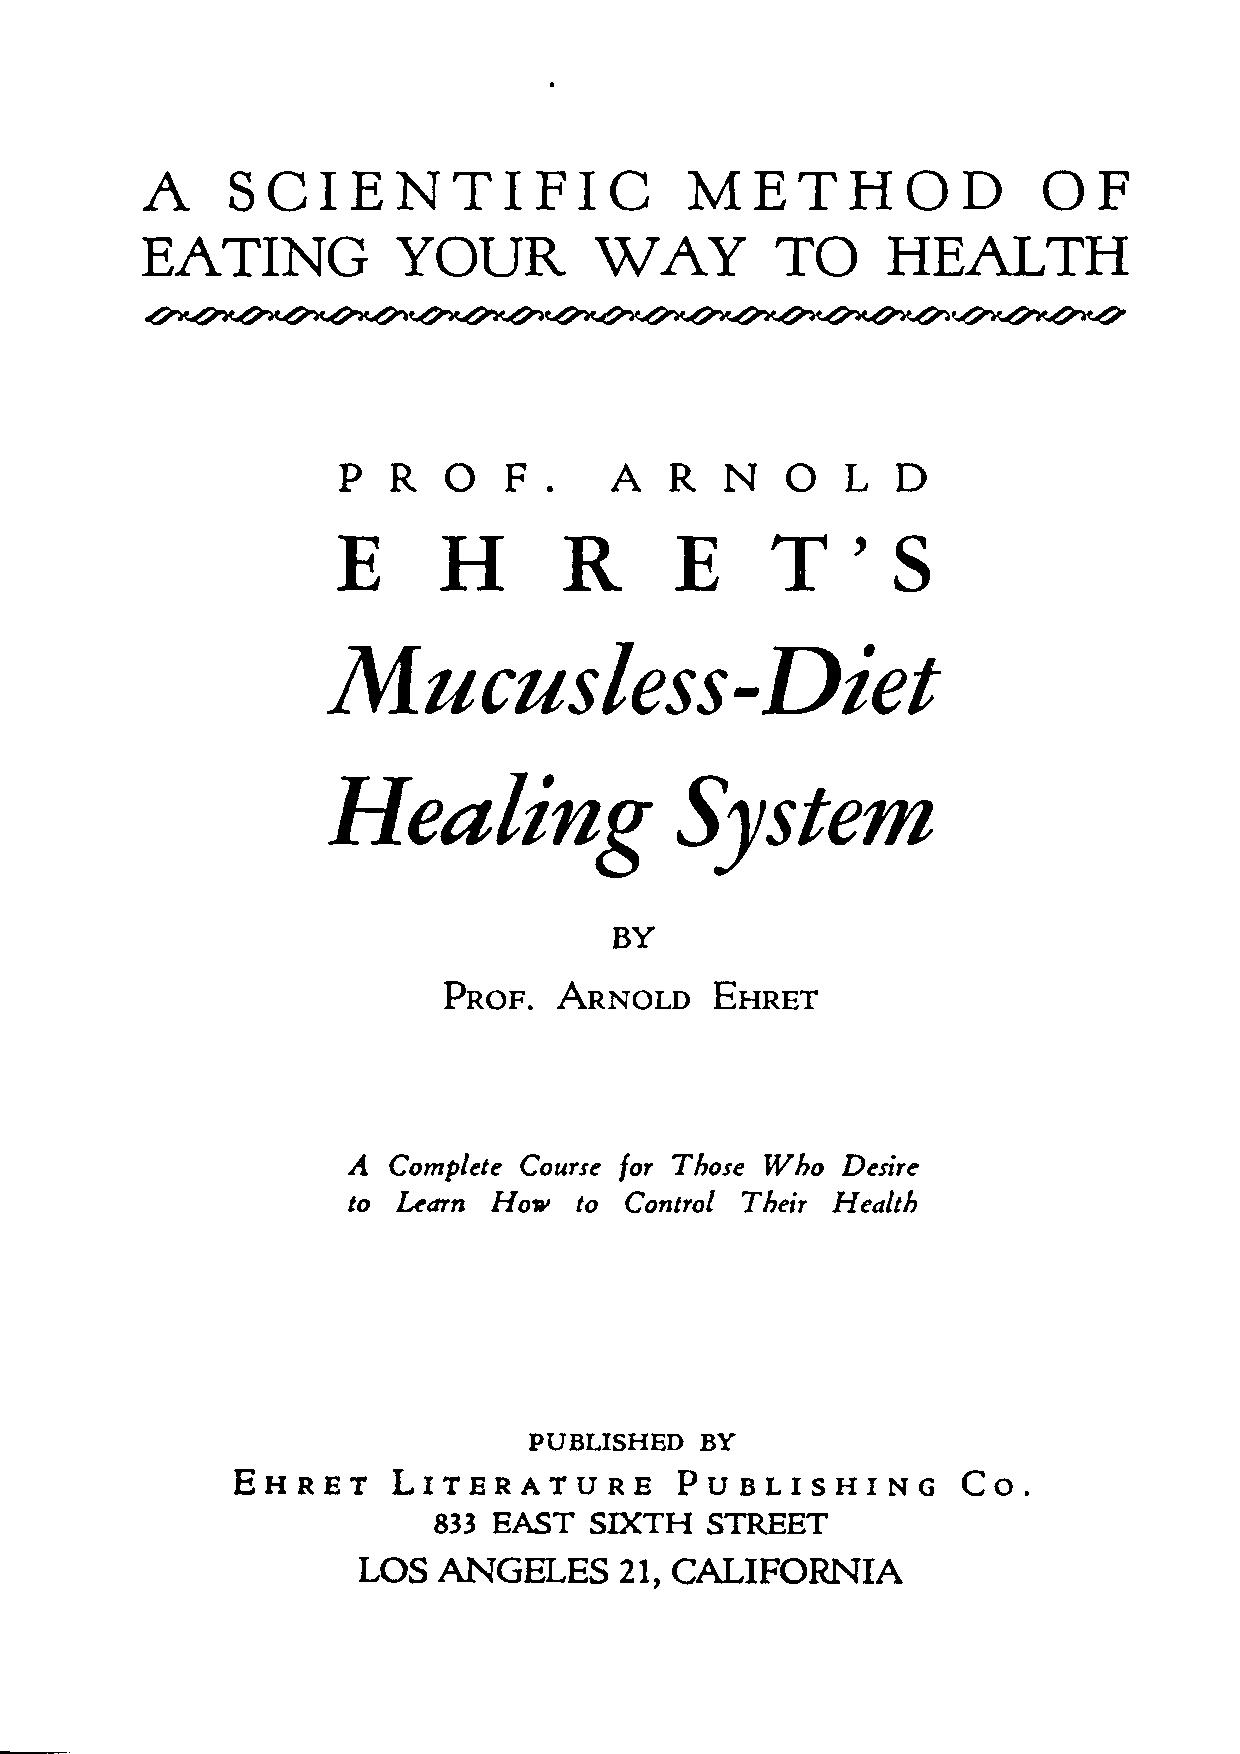 A SCIENTIFIC METHOD OF
EATING YOUR WAY TO HEALTH
PROF. ARNOLD
EHRET'S
Mucusless-Diet
Healing System
BY
PROF. ARNOLD EHRET
A Complete Course for Those Who Desire
to Learn How to Control Their Health
PUBLISHED BY
EHRET LITERATURE PUBLISHING CO.
833 EAST SIXTH STREET
LOS ANGELES 21, CALIFORNIA